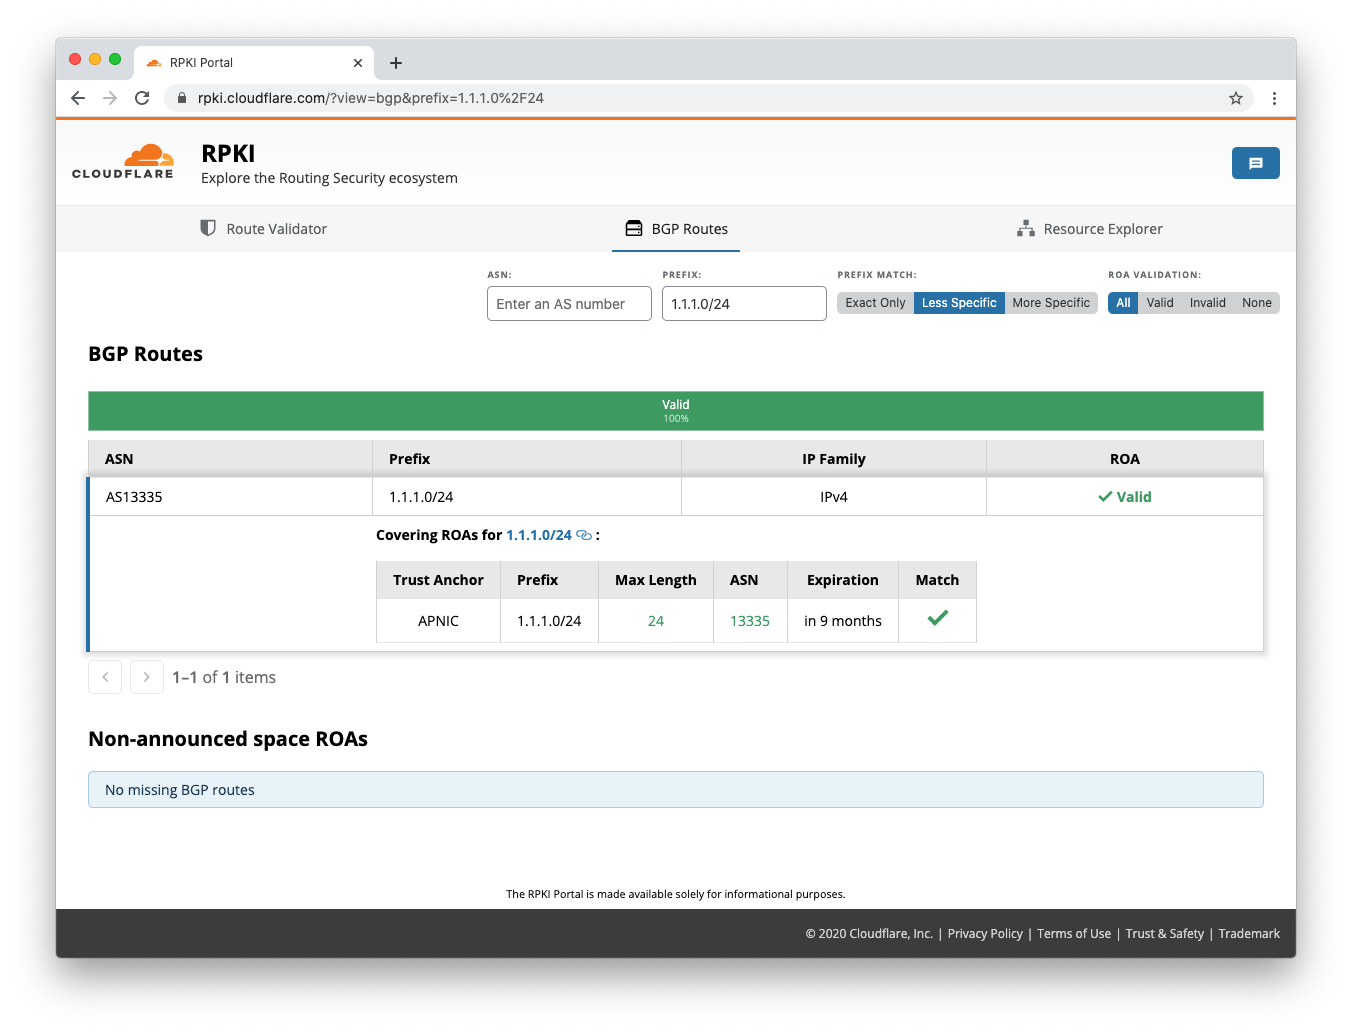 RPKI Portal
rpki.cloudflare.com/?view=bgp&prefix=1.1.1.0%2F24
CLOUDFLARE
RPKI
Explore the Routing Security ecosystem
Route Validator
BGP Routes
Resource Explorer
ASN:
PREFIX:
PREFIX MATCH:
ROA VALIDATION:
Enter an AS number
1.1.1.0/24
Exact Only Less Specific More Specific
All Valid Invalid None
BGP Routes
Valid
100%
ASN Prefix IP Family ROA
AS13335 1.1.1.0/24 IPv4 Valid
Covering ROAs for 1.1.1.0/24 :
Trust Anchor Prefix Max Length ASN Expiration Match
APNIC 1.1.1.0/24 24 13335 in 9 months
1–1 of 1 items
Non-announced space ROAs
No missing BGP routes
The RPKI Portal is made available solely for informational purposes.
© 2020 Cloudflare, Inc. | Privacy Policy | Terms of Use | Trust & Safety | Trademark